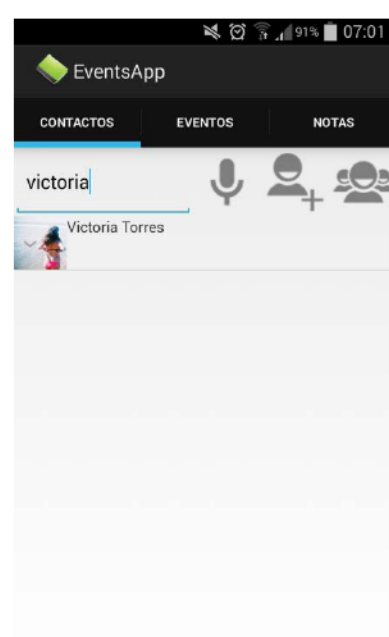 91% 07:01
EventsApp
CONTACTOS EVENTOS NOTAS
victoria
Victoria Torres